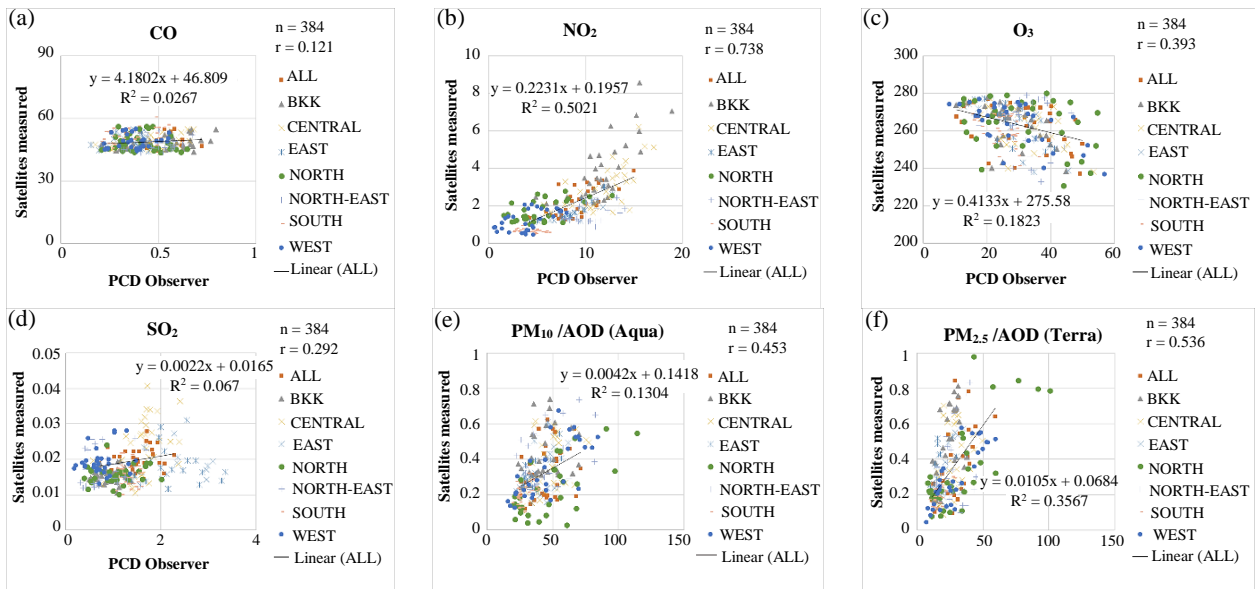 (a)
CO
n = 384
r = 0.121
90
60
30
0
y = 4.1802x + 46.809
R² = 0.0267
Satellites measured
0
0.5
1
PCD Observer
ALL
BKK
CENTRAL
EAST
NORTH
NORTH-EAST
SOUTH
WEST
Linear (ALL)
(b)
NO₂
n = 384
r = 0.738
10
8
6
4
2
0
y = 0.2231x + 0.1957
R² = 0.5021
Satellites measured
0
10
20
PCD Observer
ALL
BKK
CENTRAL
EAST
NORTH
NORTH-EAST
SOUTH
WEST
Linear (ALL)
(c)
O₃
n = 384
r = 0.393
300
280
260
240
220
200
y = 0.4133x + 275.58
R² = 0.1823
Satellites measured
0
20
40
60
PCD Observer
ALL
BKK
CENTRAL
EAST
NORTH
NORTH-EAST
SOUTH
WEST
Linear (ALL)
(d)
SO₂
n = 384
r = 0.292
0.05
0.04
0.03
0.02
0.01
0
y = 0.0022x + 0.0165
R² = 0.067
Satellites measured
0
2
4
PCD Observer
ALL
BKK
CENTRAL
EAST
NORTH
NORTH-EAST
SOUTH
WEST
Linear (ALL)
(e)
PM₁₀ /AOD (Aqua)
n = 384
r = 0.453
1
0.8
0.6
0.4
0.2
0
y = 0.0042x + 0.1418
R² = 0.1304
Satellites measured
0
50
100
150
ALL
BKK
CENTRAL
EAST
NORTH
NORTH-EAST
SOUTH
WEST
Linear (ALL)
(f)
PM₂.₅ /AOD (Terra)
n = 384
r = 0.536
1
0.8
0.6
0.4
0.2
0
y = 0.0105x + 0.0684
R² = 0.3567
Satellites measured
0
50
100
150
ALL
BKK
CENTRAL
EAST
NORTH
NORTH-EAST
SOUTH
WEST
Linear (ALL)